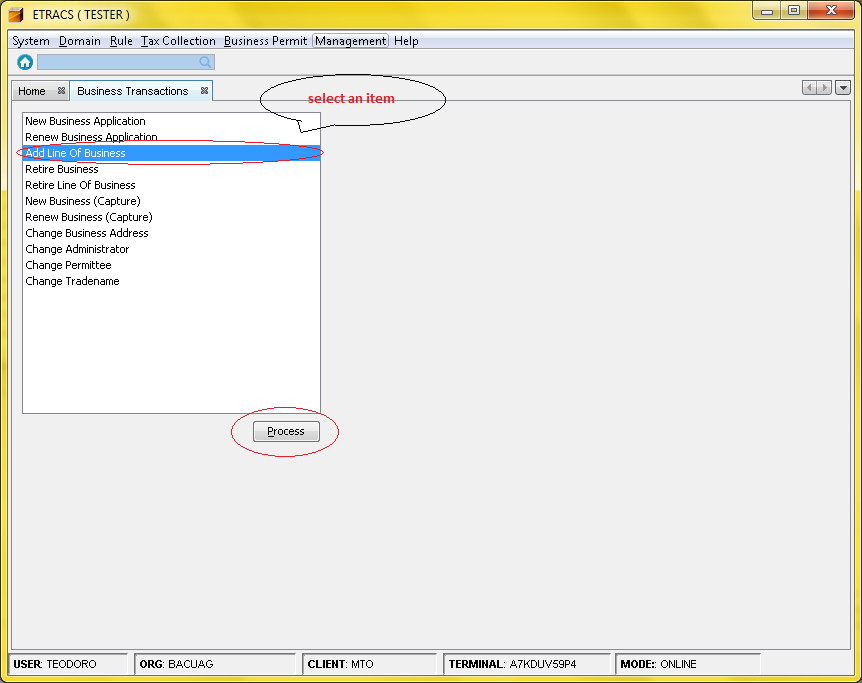 ETRACS ( TESTER )
System Domain Rule Tax Collection Business Permit Management Help
Home Business Transactions
select an item
New Business Application
Renew Business Application
Add Line Of Business
Retire Business
Retire Line Of Business
New Business (Capture)
Renew Business (Capture)
Change Business Address
Change Administrator
Change Permittee
Change Tradename
Process
USER: TEODORO ORG: BACUAG CLIENT: MTO TERMINAL: A7KDUV59P4 MODE:: ONLINE